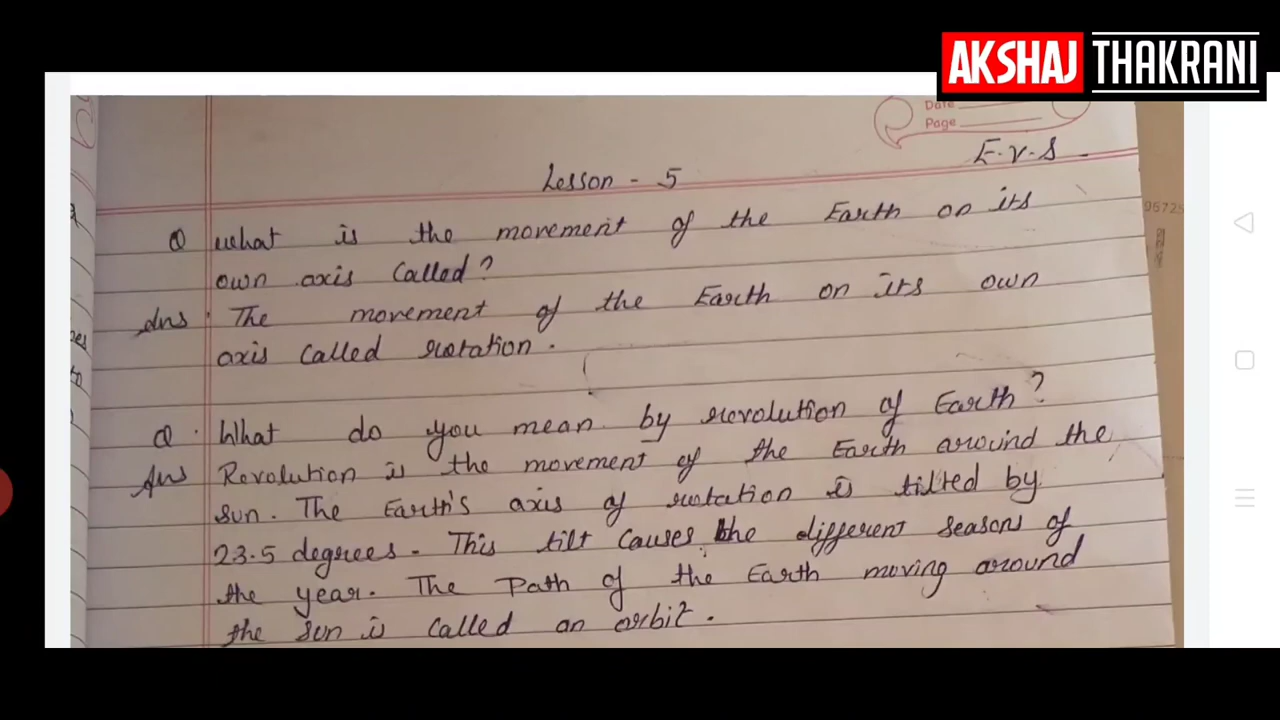 AKSHAJ THAKRANI
Date
Page
E.V.S
Lesson - 5
Q what is the movement of the Earth on its
own axis called?
Ans. The movement of the Earth on its own
axis called rotation.
Q. What do you mean by revolution of Earth?
Ans Revolution is the movement of the Earth around the
sun. The Earth's axis of rotation is tilted by
23.5 degrees. This tilt causes the different seasons of
the year. The Path of the Earth moving around
the sun is called an orbit.
96725